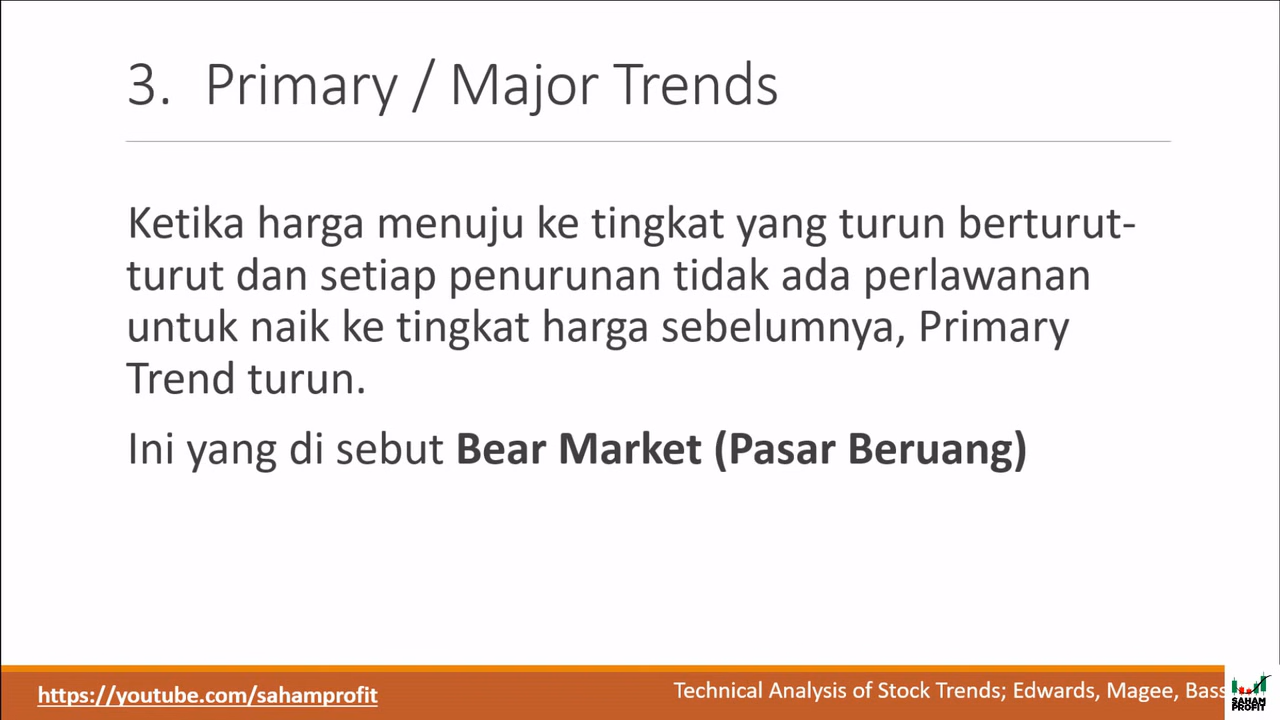 3. Primary / Major Trends
Ketika harga menuju ke tingkat yang turun berturut-
turut dan setiap penurunan tidak ada perlawanan
untuk naik ke tingkat harga sebelumnya, Primary
Trend turun.
Ini yang di sebut Bear Market (Pasar Beruang)
https://youtube.com/sahamprofit
Technical Analysis of Stock Trends; Edwards, Magee, Bass
SAHAM
PROFIT